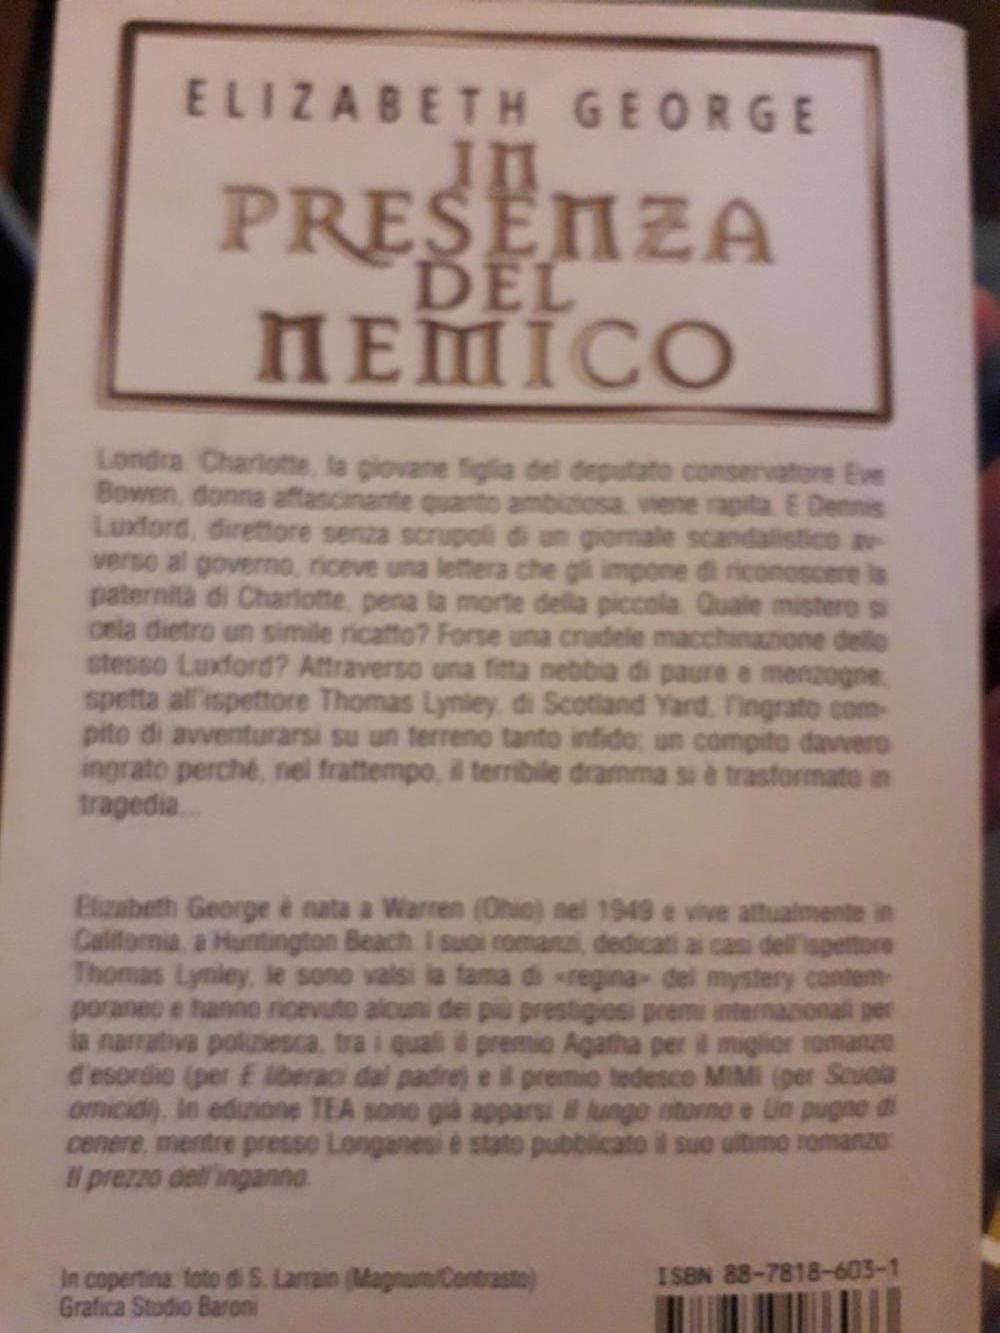 ELIZABETH GEORGE
IN
PRESENZA
DEL
NEMICO
Londra. Charlotte, la giovane figlia del deputato conservatore Eve
Bowen, donna affascinante quanto ambiziosa, viene rapita. E Dennis
Luxford, direttore senza scrupoli di un giornale scandalistico av-
verso al governo, riceve una lettera che gli impone di riconoscere la
paternità di Charlotte, pena la morte della piccola. Quale mistero si
cela dietro un simile ricatto? Forse una crudele macchinazione dello
stesso Luxford? Attraverso una fitta nebbia di paure e menzogne,
spetta all'ispettore Thomas Lynley, di Scotland Yard, l'ingrato com-
pito di avventurarsi su un terreno tanto infido; un compito davvero
ingrato perché, nel frattempo, il terribile dramma si è trasformato in
tragedia...
Elizabeth George è nata a Warren (Ohio) nel 1949 e vive attualmente in
California, a Huntington Beach. I suoi romanzi, dedicati ai casi dell'ispettore
Thomas Lynley, le sono valsi la fama di «regina» del mystery contem-
poraneo e hanno ricevuto alcuni dei più prestigiosi premi internazionali per
la narrativa poliziesca, tra i quali il premio Agatha per il miglior romanzo
d'esordio (per E liberaci dal padre) e il premio tedesco MIMI (per Scuola
omicidi). In edizione TEA sono già apparsi Il lungo ritorno e Un pugno di
cenere, mentre presso Longanesi è stato pubblicato il suo ultimo romanzo:
Il prezzo dell'inganno.
In copertina: foto di S. Larrain (Magnum/Contrasto)
Grafica Studio Baroni
ISBN 88-7818-603-1